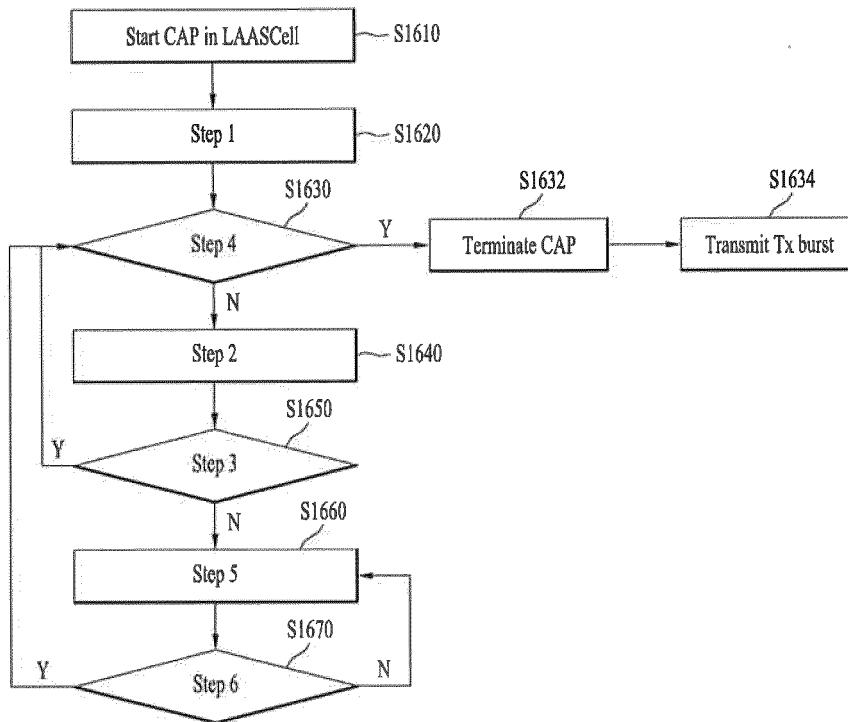 Start CAP in LAASCell
S1610
Step 1
S1620
S1630
Step 4
Y
N
S1632
Terminate CAP
S1634
Transmit Tx burst
Step 2
S1640
S1650
Step 3
Y
N
S1660
Step 5
S1670
Step 6
Y
N